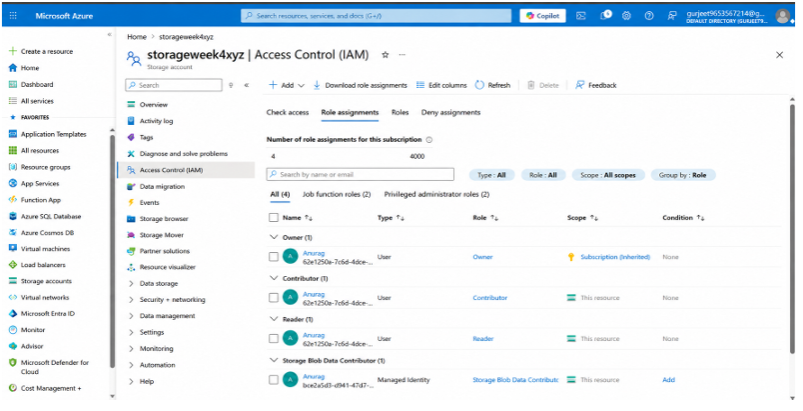 Microsoft Azure
Search resources, services, and docs (G+/)
Copilot
gurjeet9653567214@g...
DEFAULT DIRECTORY (GURJEET9...
Create a resource
Home
Dashboard
All services
FAVORITES
Application Templates
All resources
Resource groups
App Services
Function App
Azure SQL Database
Azure Cosmos DB
Virtual machines
Load balancers
Storage accounts
Virtual networks
Microsoft Entra ID
Monitor
Advisor
Microsoft Defender for
Cloud
Cost Management +
Home > storageweek4xyz
storageweek4xyz | Access Control (IAM)
Storage account
Search
Overview
Activity log
Tags
Diagnose and solve problems
Access Control (IAM)
Data migration
Events
Storage browser
Storage Mover
Partner solutions
Resource visualizer
Data storage
Security + networking
Data management
Settings
Monitoring
Automation
Help
Add Download role assignments Edit columns Refresh Delete Feedback
Check access Role assignments Roles Deny assignments
Number of role assignments for this subscription
4 4000
Search by name or email Type : All Role : All Scope : All scopes Group by : Role
All (4) Job function roles (2) Privileged administrator roles (2)
Name Type Role Scope Condition
Owner (1)
A Anurag User Owner Subscription (Inherited) None
62e1250a-7c6d-4dce-...
Contributor (1)
A Anurag User Contributor This resource None
62e1250a-7c6d-4dce-...
Reader (1)
A Anurag User Reader This resource None
62e1250a-7c6d-4dce-...
Storage Blob Data Contributor (1)
A Anurag Managed Identity Storage Blob Data Contributo This resource Add
bce2a5d3-d941-47d7-...